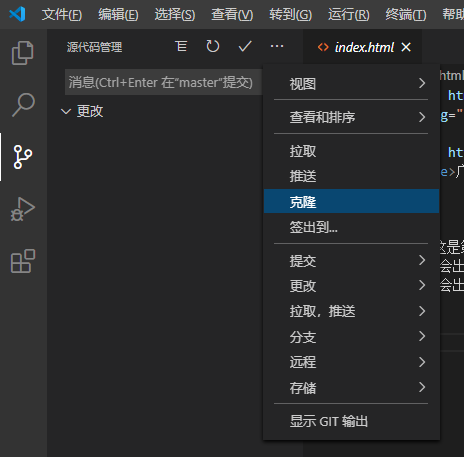 文件(F) 编辑(E) 选择(S) 查看(V) 转到(G) 运行(R) 终端(T) 帮助
源代码管理
index.html
消息(Ctrl+Enter 在"master"提交)
更改
视图
查看和排序
拉取
推送
克隆
签出到...
提交
更改
拉取，推送
分支
远程
存储
显示 GIT 输出
html
ht
g="
ht
e>广
这是第
会出
会出